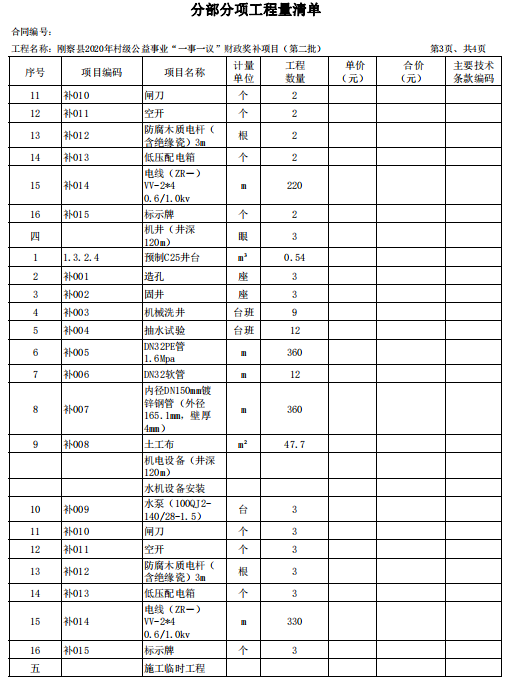 分部分项工程量清单
合同编号：
工程名称：刚察县2020年村级公益事业“一事一议”财政奖补项目（第二批） 第3页、共4页
序号 项目编码 项目名称 计量单位 工程数量 单价（元） 合价（元） 主要技术条款编码
11 补010 闸刀 个 2
12 补011 空开 个 2
13 补012 防腐木质电杆（含绝缘瓷）3m 根 2
14 补013 低压配电箱 个 2
15 补014 电线（ZR一）VV-2*4 0.6/1.0kv m 220
16 补015 标示牌 个 2
四 机井（井深120m） 眼 3
1 1.3.2.4 预制C25井台 m³ 0.54
2 补001 造孔 座 3
3 补002 固井 座 3
4 补003 机械洗井 台班 9
5 补004 抽水试验 台班 12
6 补005 DN32PE管 1.6Mpa m 360
7 补006 DN32软管 m 12
8 补007 内径DN150mm镀锌钢管（外径165.1mm，壁厚4mm） m 360
9 补008 土工布 m² 47.7
机电设备（井深120m）
水机设备安装
10 补009 水泵（100QJ2-140/28-1.5） 台 3
11 补010 闸刀 个 3
12 补011 空开 个 3
13 补012 防腐木质电杆（含绝缘瓷）3m 根 3
14 补013 低压配电箱 个 3
15 补014 电线（ZR一）VV-2*4 0.6/1.0kv m 330
16 补015 标示牌 个 3
五 施工临时工程